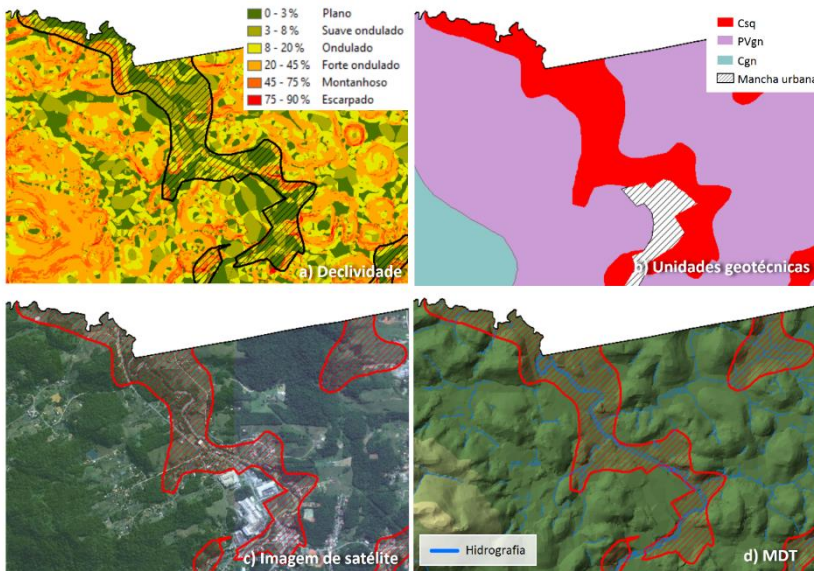 0 - 3 % Plano
3 - 8 % Suave ondulado
8 - 20 % Ondulado
20 - 45 % Forte ondulado
45 - 75 % Montanhoso
75 - 90 % Escarpado
a) Declividade
Csq
PVgn
Cgn
Mancha urbana
b) Unidades geotécnicas
c) Imagem de satélite
Hidrografia
d) MDT